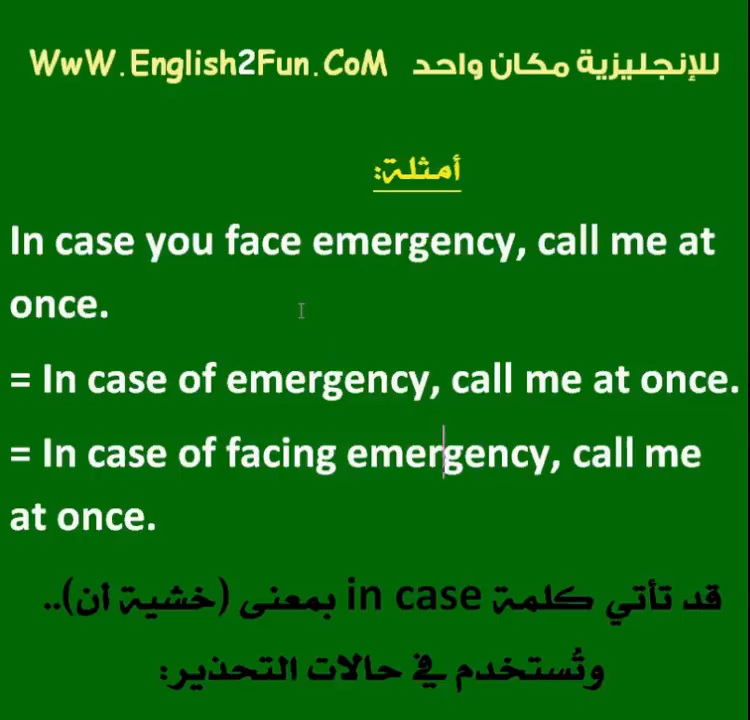 WwW.English2Fun.CoM للإنجليزية مكان واحد
أمثلة:
In case you face emergency, call me at
once.
= In case of emergency, call me at once.
= In case of facing emergency, call me
at once.
قد تأتي كلمة in case بمعنى (خشية أن)..
وتُستخدم في حالات التحذير: